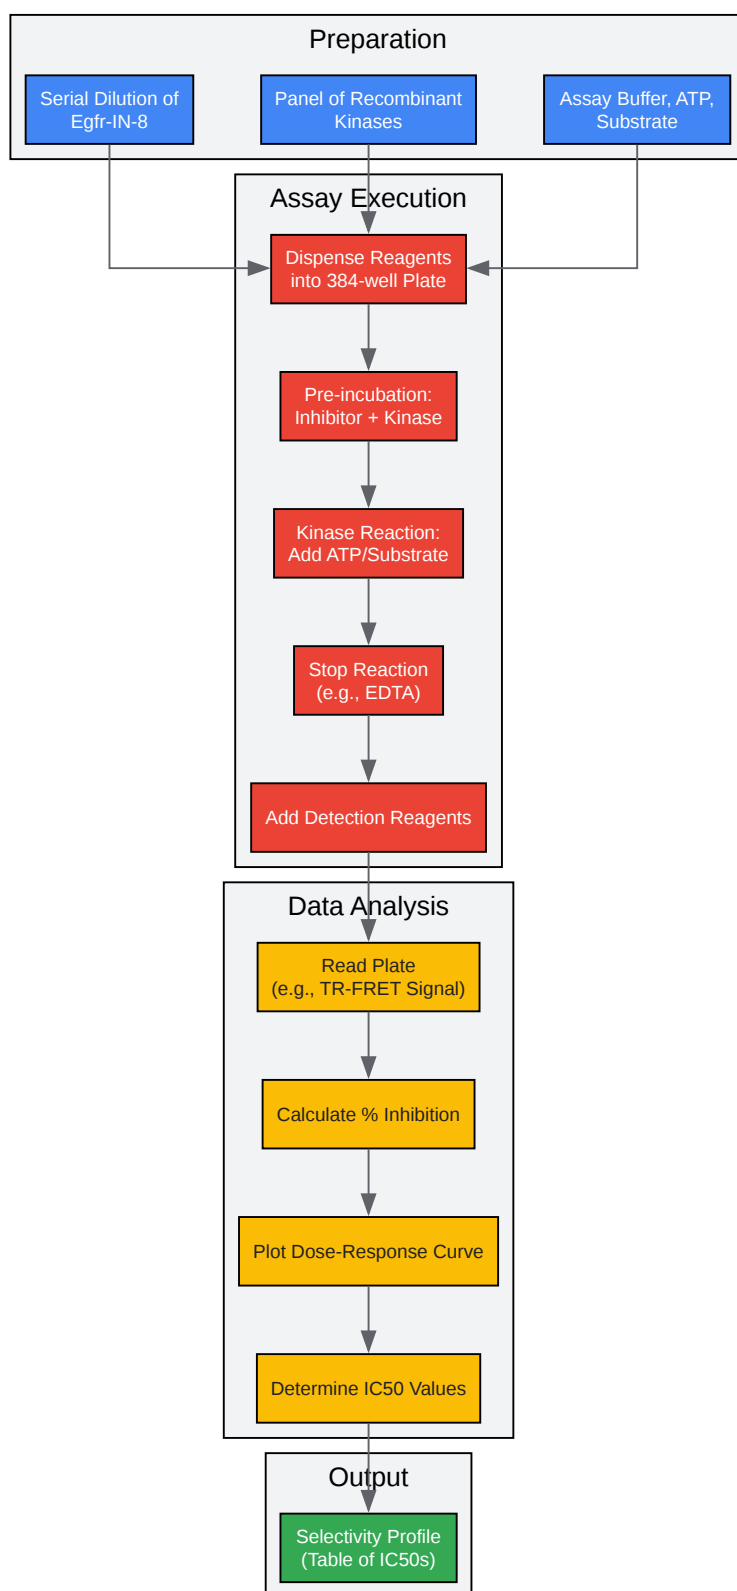 Preparation
Serial Dilution of
Egfr-IN-8
Panel of Recombinant
Kinases
Assay Buffer, ATP,
Substrate
Assay Execution
Dispense Reagents
into 384-well Plate
Pre-incubation:
Inhibitor + Kinase
Kinase Reaction:
Add ATP/Substrate
Stop Reaction
(e.g., EDTA)
Add Detection Reagents
Data Analysis
Read Plate
(e.g., TR-FRET Signal)
Calculate % Inhibition
Plot Dose-Response Curve
Determine IC50 Values
Output
Selectivity Profile
(Table of IC50s)